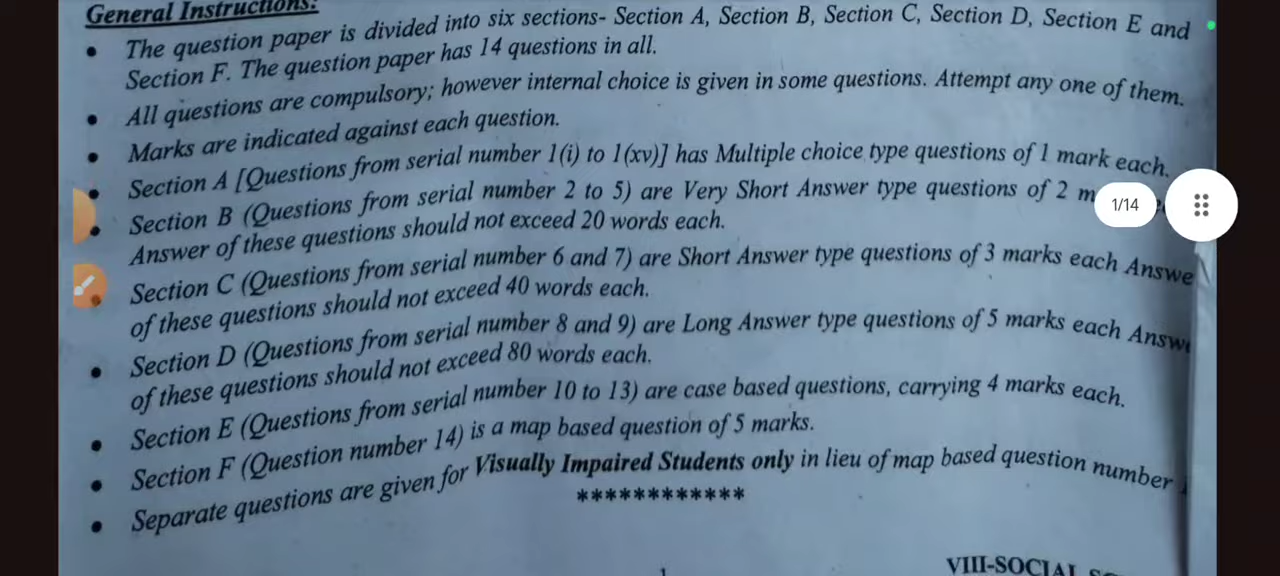 General Instructions:
• The question paper is divided into six sections- Section A, Section B, Section C, Section D, Section E and
Section F. The question paper has 14 questions in all.
• All questions are compulsory; however internal choice is given in some questions. Attempt any one of them.
• Marks are indicated against each question.
• Section A [Questions from serial number 1(i) to 1(xv)] has Multiple choice type questions of 1 mark each.
• Section B (Questions from serial number 2 to 5) are Very Short Answer type questions of 2 m
1/14
Answer of these questions should not exceed 20 words each.
• Section C (Questions from serial number 6 and 7) are Short Answer type questions of 3 marks each Answe
of these questions should not exceed 40 words each.
• Section D (Questions from serial number 8 and 9) are Long Answer type questions of 5 marks each Answ
of these questions should not exceed 80 words each.
• Section E (Questions from serial number 10 to 13) are case based questions, carrying 4 marks each.
• Section F (Question number 14) is a map based question of 5 marks.
• Separate questions are given for Visually Impaired Students only in lieu of map based question number
************
VIII-SOCIAL